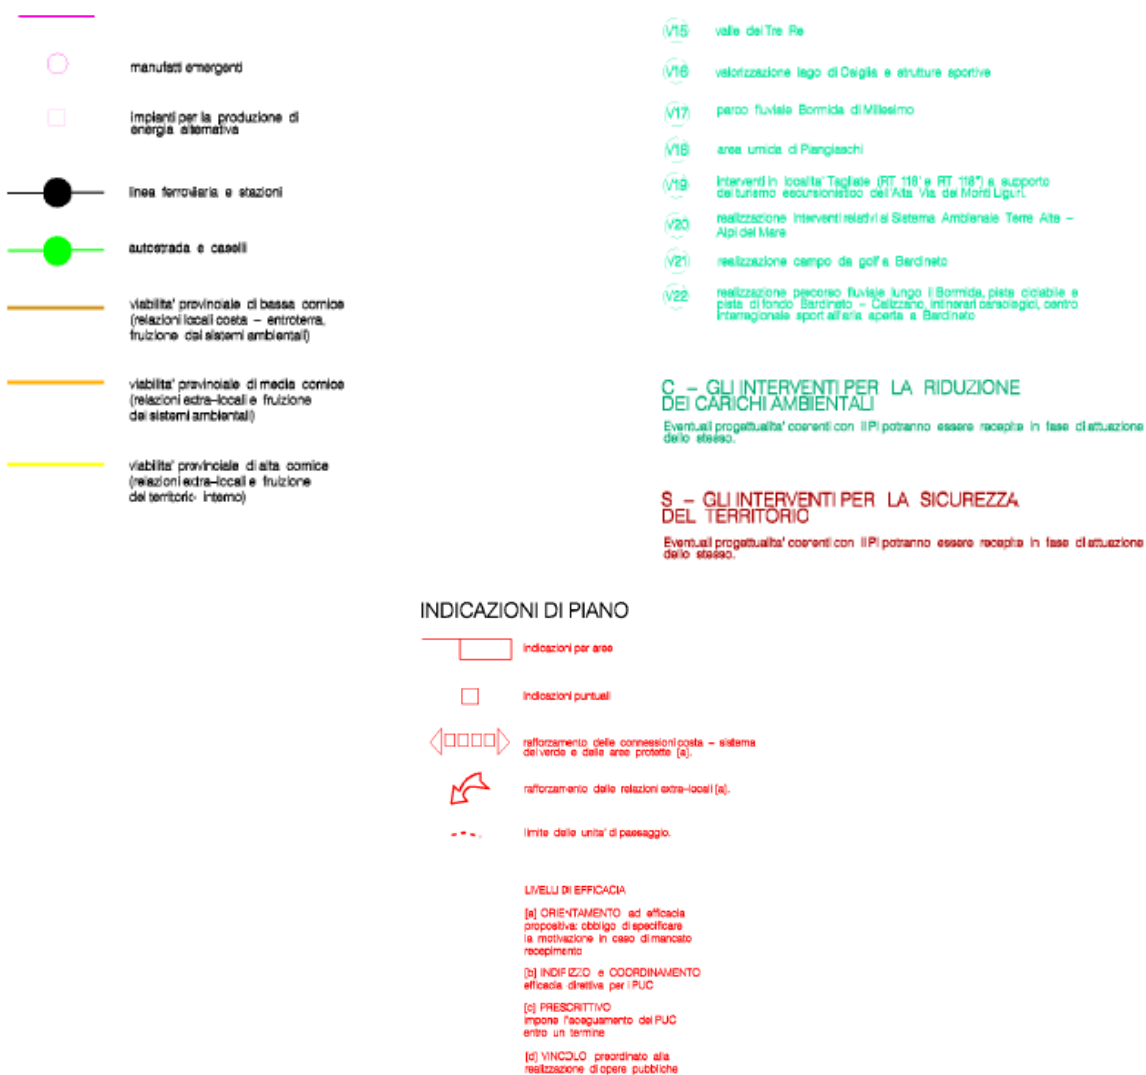 manufatti emergenti
impianti per la produzione di
energia alternativa
linea ferroviaria e stazioni
autostrada e caselli
viabilita' provinciale di bassa cornice
(relazioni locali costa – entroterra,
fruizione dei sistemi ambientali)
viabilita' provinciale di media cornice
(relazioni extra-locali e fruizione
dei sistemi ambientali)
viabilita' provinciale di alta cornice
(relazioni extra-locali e fruizione
del territorio interno)
V15 valle dei Tre Re
V16 valorizzazione lago di Osiglia e strutture sportive
V17 parco fluviale Bormida di Millesimo
V18 area umida di Piangiaschi
V19 interventi in localita' Tagliate (RT 118' e RT 118") a supporto
del turismo escursionistico dell'Alta Via dei Monti Liguri.
V20 realizzazione interventi relativi al Sistema Ambienale Terre Alte –
Alpi del Mare
V21 realizzazione campo da golf a Bardineto
V22 realizzazione percorso fluviale lungo il Bormida, pista ciclabile e
pista di fondo Bardineto – Calizzano, intinerari carsologici, centro
interregionale sport all'aria aperta a Bardineto
C – GLI INTERVENTI PER LA RIDUZIONE
DEI CARICHI AMBIENTALI
Eventuali progettualita' coerenti con il PI potranno essere recepite in fase di attuazione
dello stesso.
S – GLI INTERVENTI PER LA SICUREZZA
DEL TERRITORIO
Eventuali progettualita' coerenti con il PI potranno essere recepite in fase di attuazione
dello stesso.
INDICAZIONI DI PIANO
indicazioni per aree
indicazioni puntuali
rafforzamento delle connessioni costa – sistema
del verde e delle aree protette [a].
rafforzamento delle relazioni extra-locali [a].
limite delle unita' di paesaggio.
LIVELLI DI EFFICACIA
[a] ORIENTAMENTO ad efficacia
propositiva: obbligo di specificare
la motivazione in caso di mancato
recepimento
[b] INDIRIZZO e COORDINAMENTO
efficacia direttiva per i PUC
[c] PRESCRITTIVO
impone l'aceguamento dei PUC
entro un termine
[d] VINCOLO preordinato alla
realizzazione di opere pubbliche